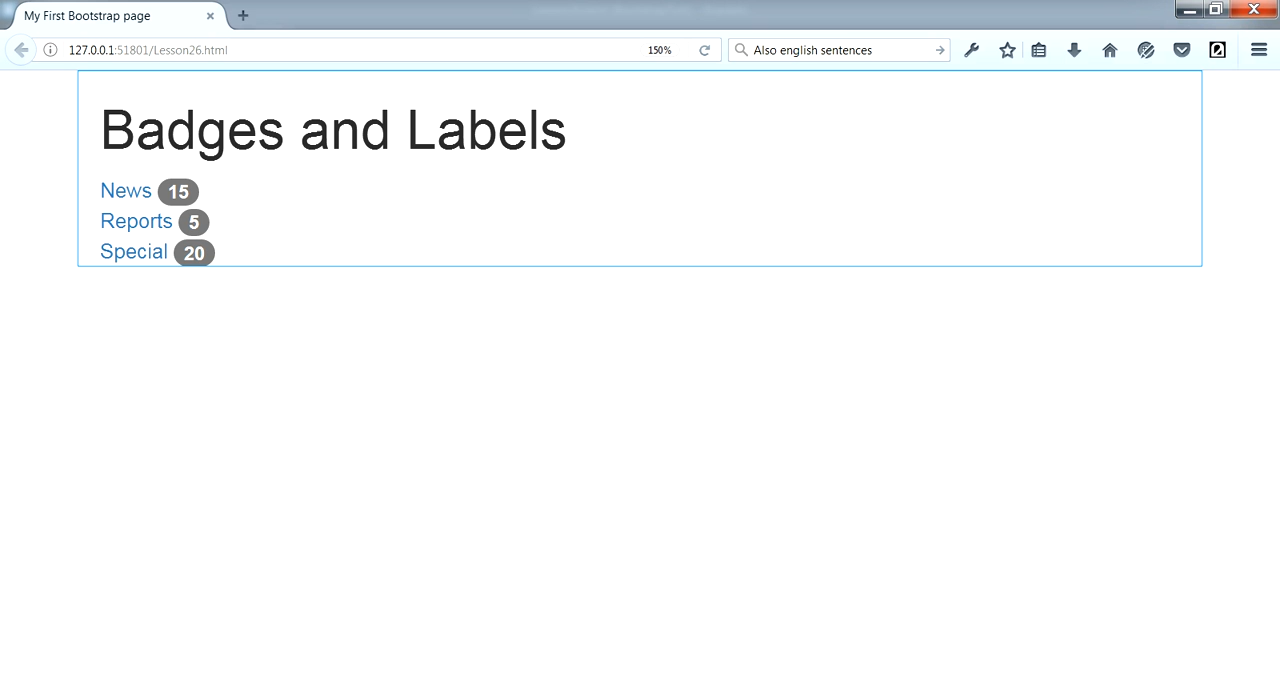 My First Bootstrap page
127.0.0.1:51801/Lesson26.html
150%
Also english sentences
Badges and Labels
News 15
Reports 5
Special 20